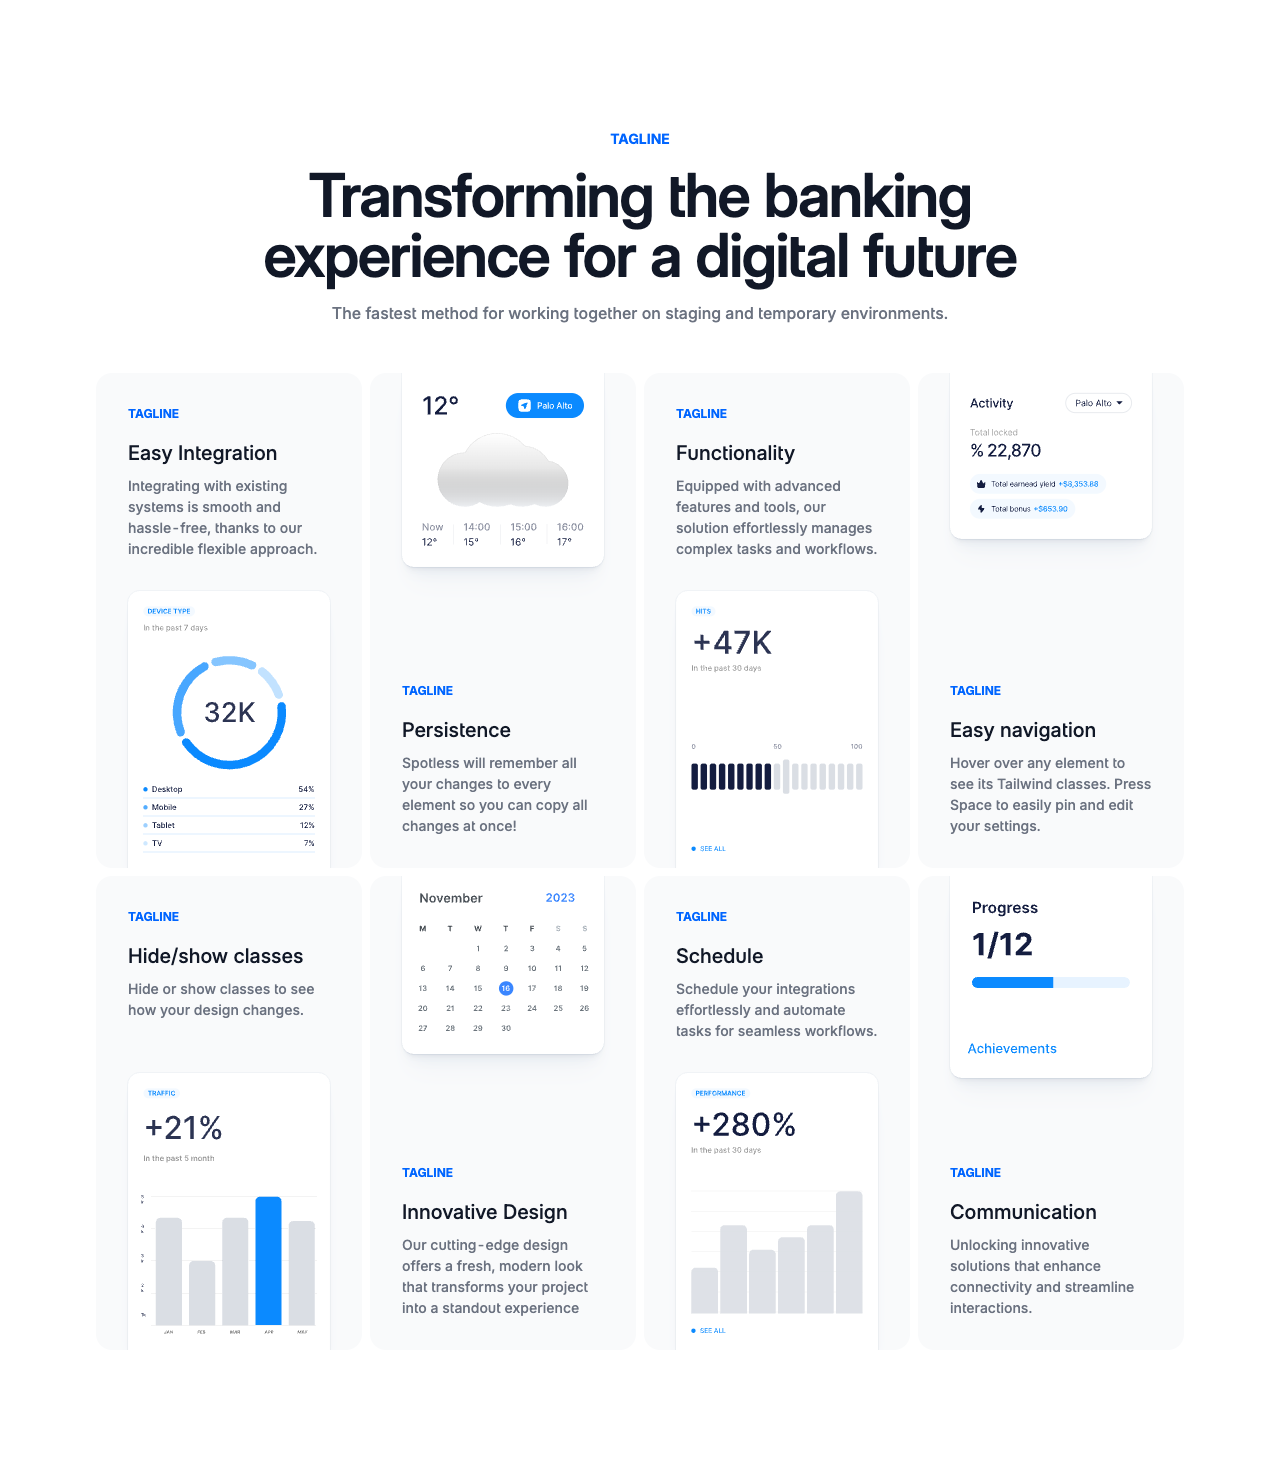 TAGLINE
Transforming the banking
experience for a digital future
The fastest method for working together on staging and temporary environments.
TAGLINE
Easy Integration
Integrating with existing
systems is smooth and
hassle-free, thanks to our
incredible flexible approach.
DEVICE TYPE
In the past 7 days
32K
Desktop 54%
Mobile 27%
Tablet 12%
TV 7%
12° Palo Alto
Now 14:00 15:00 16:00
12° 15° 16° 17°
TAGLINE
Persistence
Spotless will remember all
your changes to every
element so you can copy all
changes at once!
TAGLINE
Functionality
Equipped with advanced
features and tools, our
solution effortlessly manages
complex tasks and workflows.
HITS
+47K
In the past 30 days
0 50 100
SEE ALL
Activity Palo Alto
Total locked
% 22,870
Total earnead yield +$8,353.68
Total bonus +$653.90
TAGLINE
Easy navigation
Hover over any element to
see its Tailwind classes. Press
Space to easily pin and edit
your settings.
TAGLINE
Hide/show classes
Hide or show classes to see
how your design changes.
TRAFFIC
+21%
In the past 5 month
JAN FEB MAR APR MAY
November 2023
M T W T F S S
1 2 3 4 5
6 7 8 9 10 11 12
13 14 15 16 17 18 19
20 21 22 23 24 25 26
27 28 29 30
TAGLINE
Innovative Design
Our cutting-edge design
offers a fresh, modern look
that transforms your project
into a standout experience
TAGLINE
Schedule
Schedule your integrations
effortlessly and automate
tasks for seamless workflows.
PERFORMANCE
+280%
In the past 30 days
SEE ALL
Progress
1/12
Achievements
TAGLINE
Communication
Unlocking innovative
solutions that enhance
connectivity and streamline
interactions.